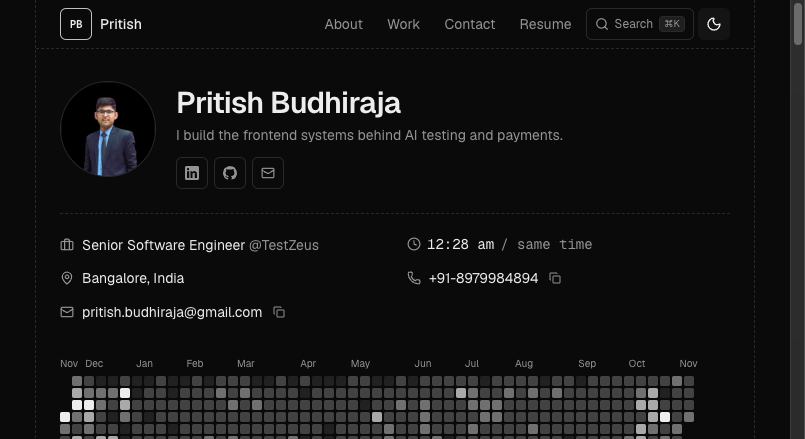 PB Pritish About Work Contact Resume Search ⌘K
Pritish Budhiraja
I build the frontend systems behind AI testing and payments.
Senior Software Engineer @TestZeus
12:28 am / same time
Bangalore, India
+91-8979984894
pritish.budhiraja@gmail.com
Nov Dec Jan Feb Mar Apr May Jun Jul Aug Sep Oct Nov